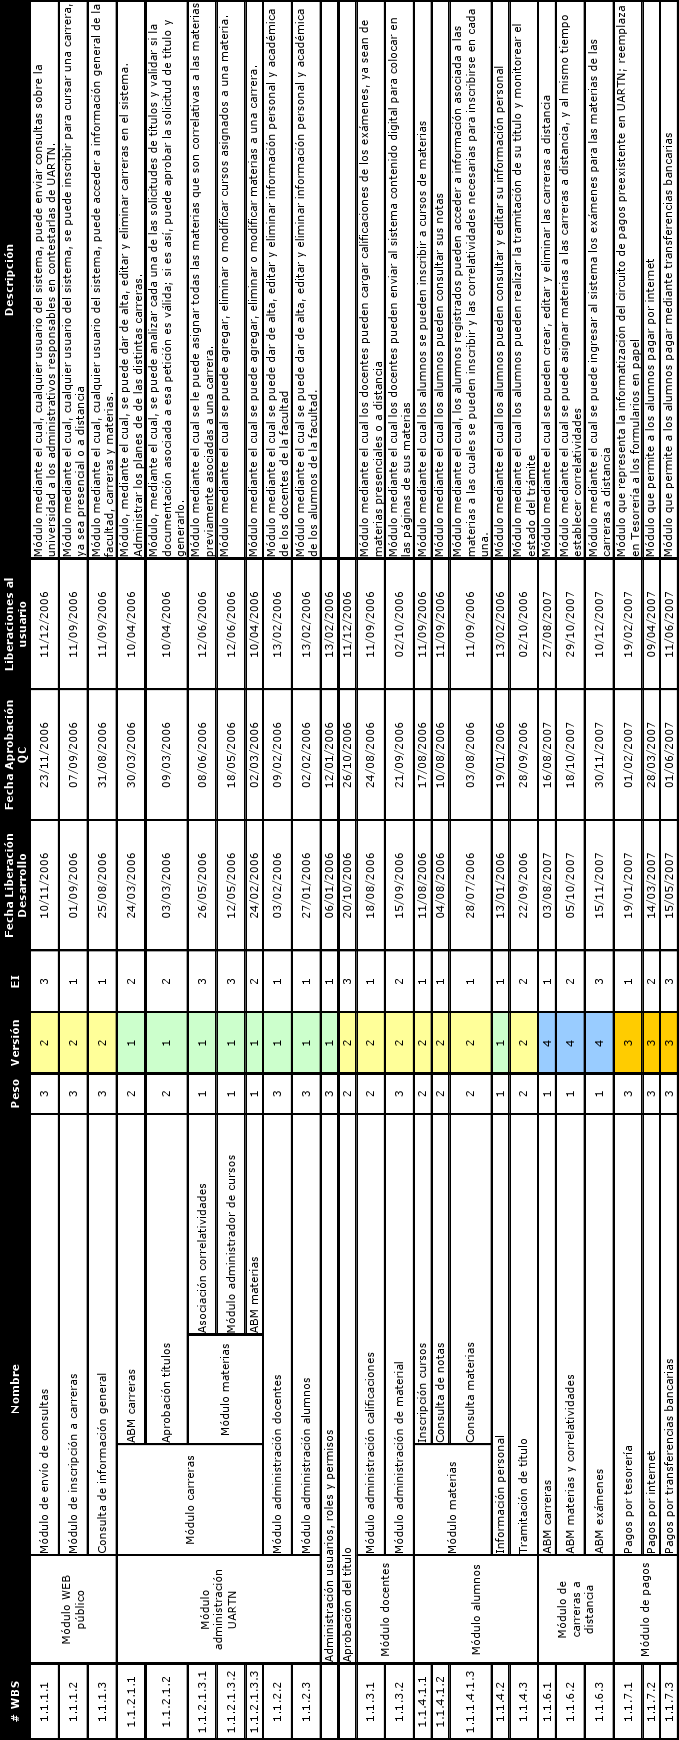 # WBS Nombre Peso Versión EI Fecha Liberación Desarrollo Fecha Aprobación QC Liberaciones al usuario Descripción
Módulo WEB público
1.1.1.1 Módulo de envío de consultas 3 2 3 10/11/2006 23/11/2006 11/12/2006 Módulo mediante el cual, cualquier usuario del sistema, puede enviar consultas sobre la
universidad a los administrativos responsables en contestarlas de UARTN.
1.1.1.2 Módulo de inscripción a carreras 3 2 1 01/09/2006 07/09/2006 11/09/2006 Módulo mediante el cual, cualquier usuario del sistema, se puede inscribir para cursar una carrera,
ya sea presencial o a distancia
1.1.1.3 Consulta de información general 3 2 1 25/08/2006 31/08/2006 11/09/2006 Módulo mediante el cual, cualquier usuario del sistema, puede acceder a información general de la
facultad, carreras y materias.
Módulo administración UARTN
Módulo carreras
1.1.2.1.1 ABM carreras 2 1 2 24/03/2006 30/03/2006 10/04/2006 Módulo, mediante el cual, se puede dar de alta, editar y eliminar carreras en el sistema.
Administrar los planes de de las distintas carreras.
1.1.2.1.2 Aprobación títulos 2 1 2 03/03/2006 09/03/2006 10/04/2006 Módulo, mediante el cual, se puede analizar cada una de las solicitudes de títulos y validar si la
documentación asociada a esa petición es válida; si es así, puede aprobar la solicitud de título y
generarlo.
Módulo materias
1.1.2.1.3.1 Asociación correlatividades 1 1 3 26/05/2006 08/06/2006 12/06/2006 Módulo mediante el cual se le puede asignar todas las materias que son correlativas a las materias
previamente asociadas a una carrera.
1.1.2.1.3.2 Módulo administrador de cursos 1 1 3 12/05/2006 18/05/2006 12/06/2006 Módulo mediante el cual se puede agregar, eliminar o modificar cursos asignados a una materia.
1.1.2.1.3.3 ABM materias 1 1 2 24/02/2006 02/03/2006 10/04/2006 Módulo mediante el cual se puede agregar, eliminar o modificar materias a una carrera.
1.1.2.2 Módulo administración docentes 3 1 1 03/02/2006 09/02/2006 13/02/2006 Módulo mediante el cual se puede dar de alta, editar y eliminar información personal y académica
de los docentes de la facultad
1.1.2.3 Módulo administración alumnos 3 1 1 27/01/2006 02/02/2006 13/02/2006 Módulo mediante el cual se puede dar de alta, editar y eliminar información personal y académica
de los alumnos de la facultad.
Administración usuarios, roles y permisos 3 1 1 06/01/2006 12/01/2006 13/02/2006
Aprobación del título 2 2 3 20/10/2006 26/10/2006 11/12/2006
Módulo docentes
1.1.3.1 Módulo administración calificaciones 2 2 1 18/08/2006 24/08/2006 11/09/2006 Módulo mediante el cual los docentes pueden cargar calificaciones de los exámenes, ya sean de
materias presenciales o a distancia
1.1.3.2 Módulo administración de material 3 2 2 15/09/2006 21/09/2006 02/10/2006 Módulo mediante el cual los docentes pueden enviar al sistema contenido digital para colocar en
las páginas de sus materias
Módulo alumnos
Módulo materias
1.1.4.1.1 Inscripción cursos 2 2 1 11/08/2006 17/08/2006 11/09/2006 Módulo mediante el cual los alumnos se pueden inscribir a cursos de materias
1.1.4.1.2 Consulta de notas 2 2 1 04/08/2006 10/08/2006 11/09/2006 Módulo mediante el cual los alumnos pueden consultar sus notas
1.1.4.1.3 Consulta materias 2 2 1 28/07/2006 03/08/2006 11/09/2006 Módulo mediante el cual, los alumnos registrados pueden acceder a información asociada a las
materias a las cuales se pueden inscribir y las correlatividades necesarias para inscribirse en cada
una.
1.1.4.2 Información personal 1 1 1 13/01/2006 19/01/2006 13/02/2006 Módulo mediante el cual los alumnos pueden consultar y editar su información personal
1.1.4.3 Tramitación de título 2 2 2 22/09/2006 28/09/2006 02/10/2006 Módulo mediante el cual los alumnos pueden realizar la tramitación de su título y monitorear el
estado del trámite
Módulo de carreras a distancia
1.1.6.1 ABM carreras 1 4 1 03/08/2007 16/08/2007 27/08/2007 Módulo mediante el cual se pueden crear, editar y eliminar las carreras a distancia
1.1.6.2 ABM materias y correlatividades 1 4 2 05/10/2007 18/10/2007 29/10/2007 Módulo mediante el cual se puede asignar materias a las carreras a distancia, y al mismo tiempo
establecer correlatividades
1.1.6.3 ABM exámenes 1 4 3 15/11/2007 30/11/2007 10/12/2007 Módulo mediante el cual se puede ingresar al sistema los exámenes para las materias de las
carreras a distancia
Módulo de pagos
1.1.7.1 Pagos por tesorería 3 3 1 19/01/2007 01/02/2007 19/02/2007 Módulo que representa la informatización del circuito de pagos preexistente en UARTN; reemplaza
en Tesorería a los formularios en papel
1.1.7.2 Pagos por internet 3 3 2 14/03/2007 28/03/2007 09/04/2007 Módulo que permite a los alumnos pagar por internet
1.1.7.3 Pagos por transferencias bancarias 3 3 3 15/05/2007 01/06/2007 11/06/2007 Módulo que permite a los alumnos pagar mediante transferencias bancarias